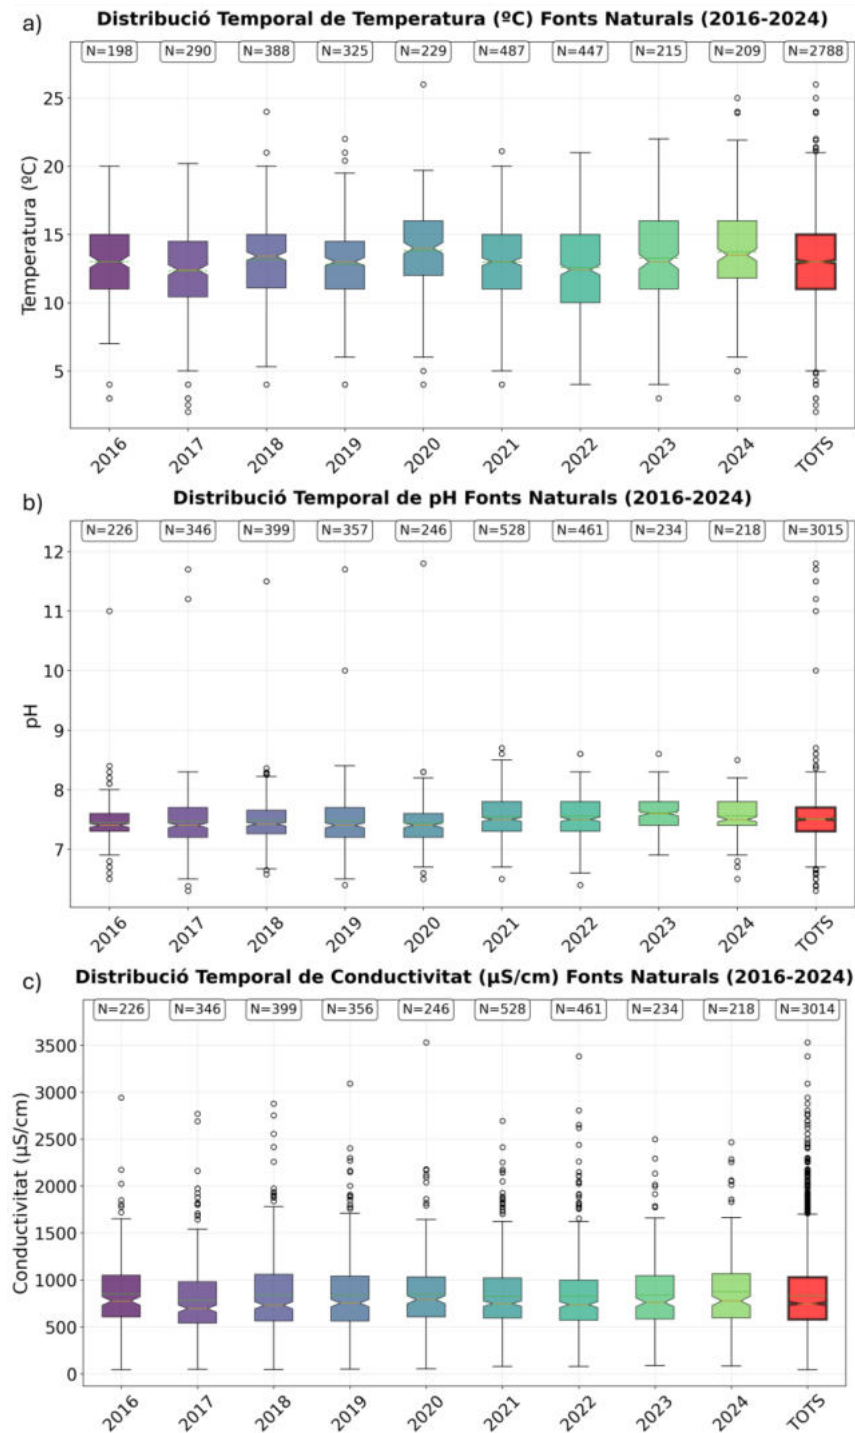 a)
Distribució Temporal de Temperatura (ºC) Fonts Naturals (2016-2024)
N=198 N=290 N=388 N=325 N=229 N=487 N=447 N=215 N=209 N=2788
Temperatura (ºC)
25
20
15
10
5
2016 2017 2018 2019 2020 2021 2022 2023 2024 TOTS
b)
Distribució Temporal de pH Fonts Naturals (2016-2024)
N=226 N=346 N=399 N=357 N=246 N=528 N=461 N=234 N=218 N=3015
pH
12
11
10
9
8
7
2016 2017 2018 2019 2020 2021 2022 2023 2024 TOTS
c)
Distribució Temporal de Conductivitat (µS/cm) Fonts Naturals (2016-2024)
N=226 N=346 N=399 N=356 N=246 N=528 N=461 N=234 N=218 N=3014
Conductivitat (µS/cm)
3500
3000
2500
2000
1500
1000
500
0
2016 2017 2018 2019 2020 2021 2022 2023 2024 TOTS